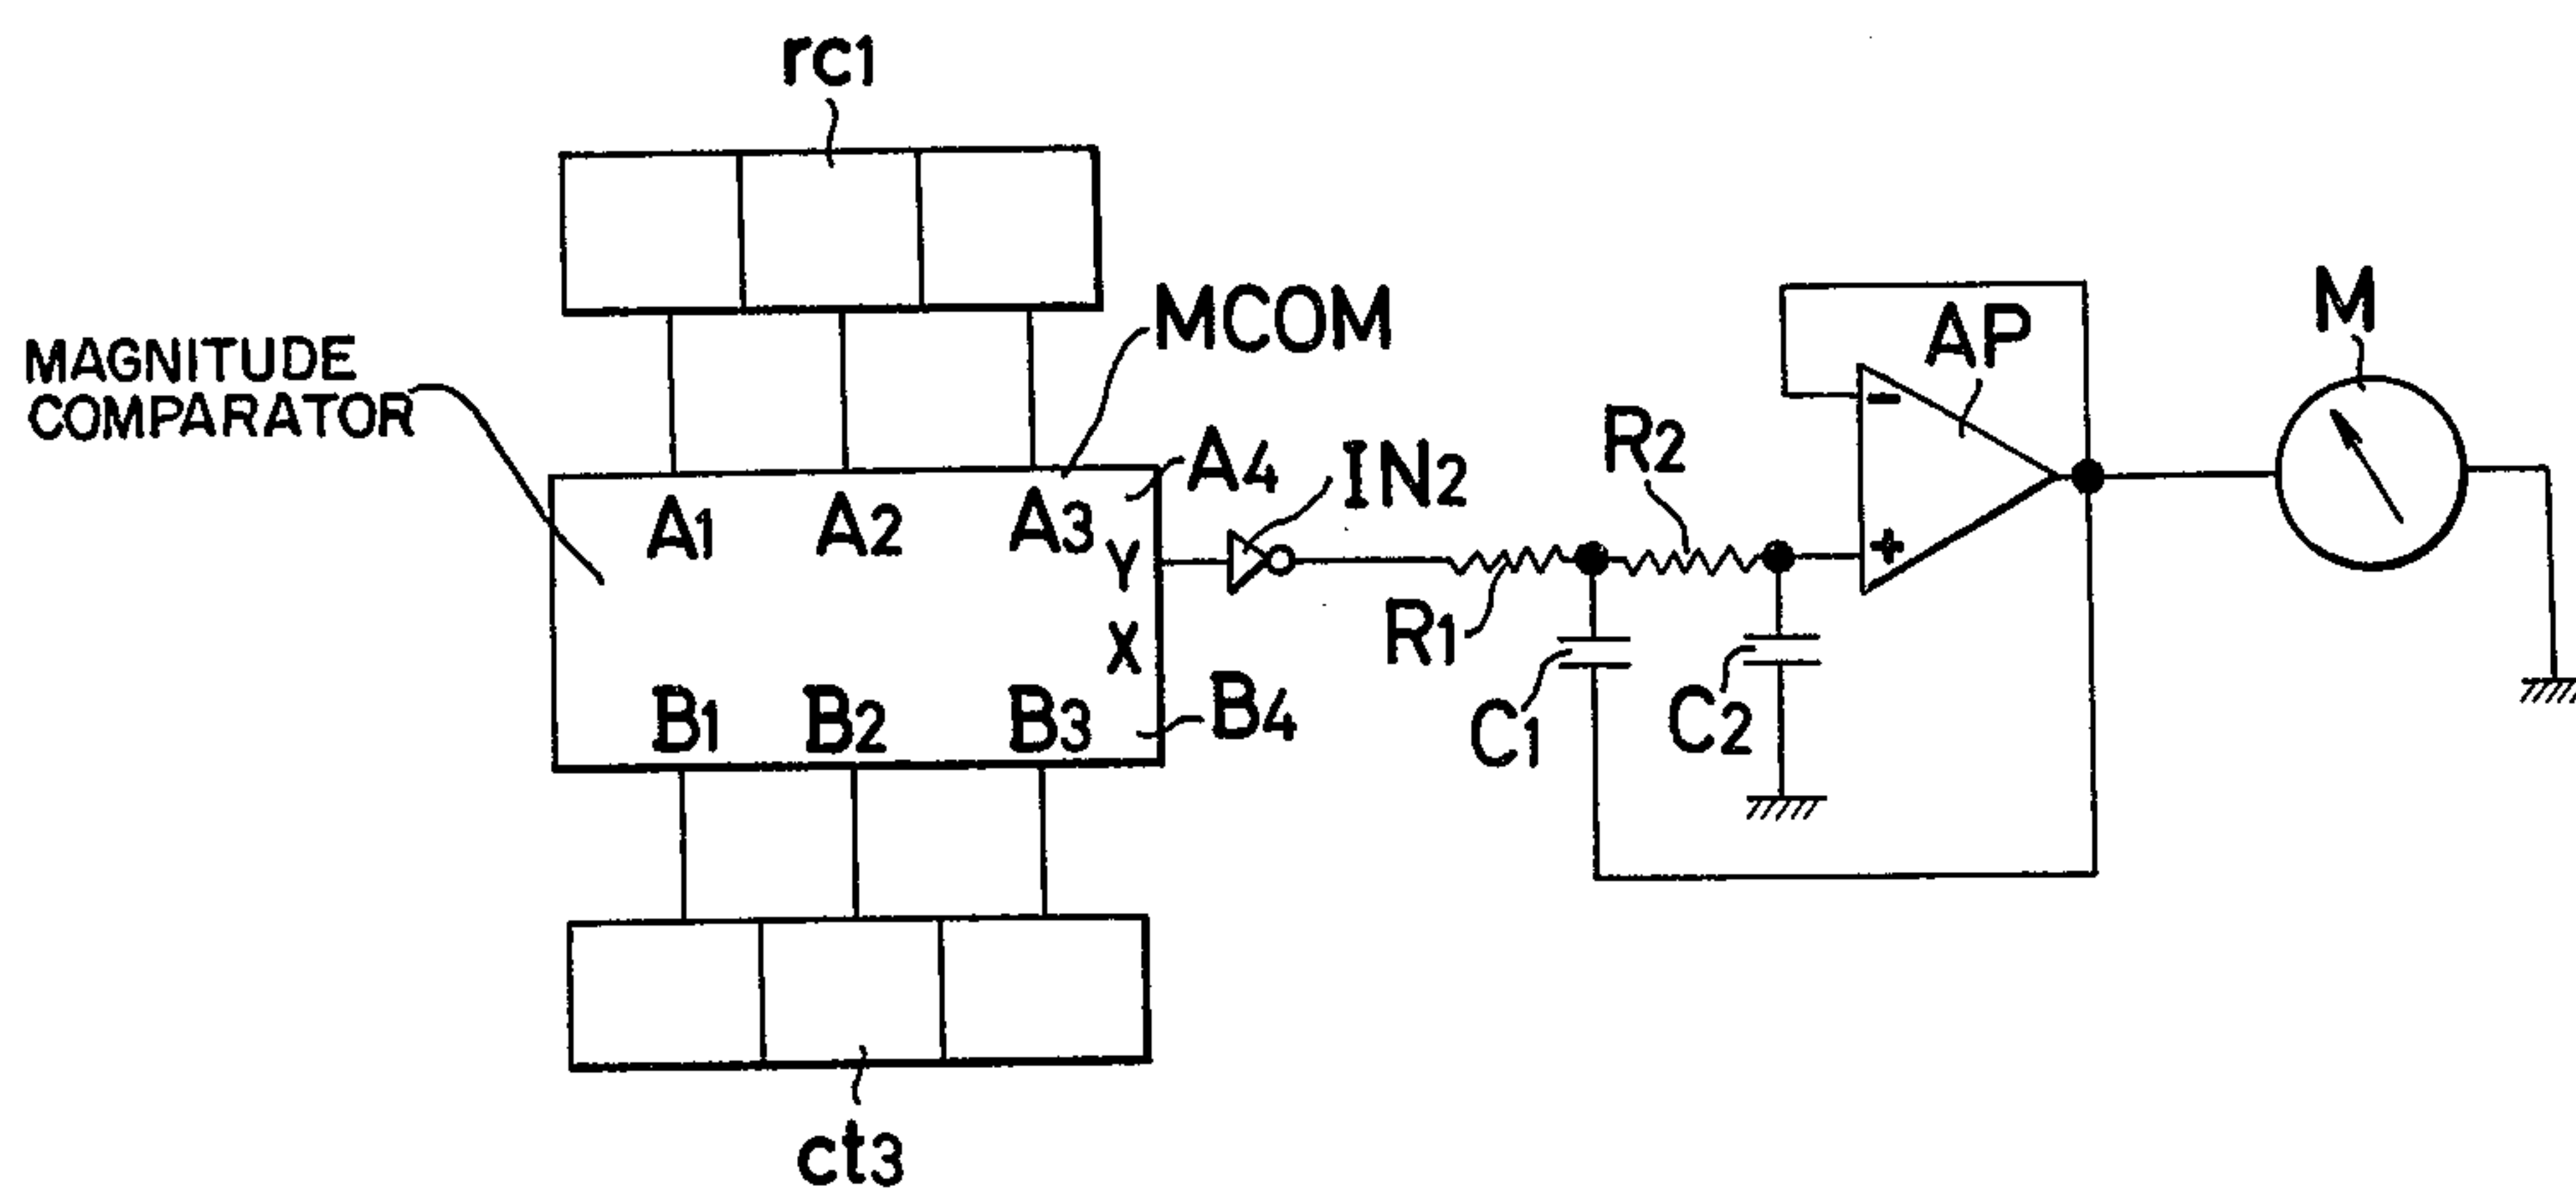 rc1
MAGNITUDE
COMPARATOR
MCOM
A4
A1 A2 A3
Y
X
B1 B2 B3
B4
IN2
R1
R2
C1
C2
AP
-
+
M
ct3